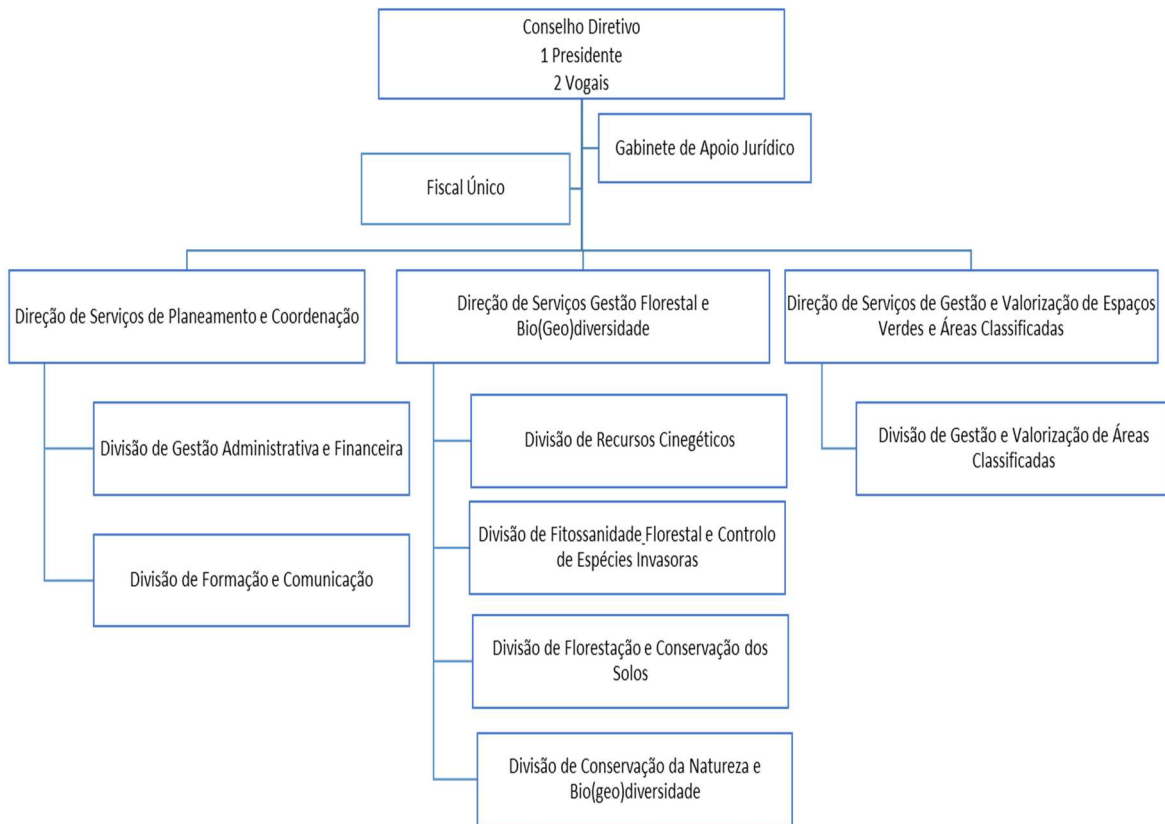 Conselho Diretivo
1 Presidente
2 Vogais
Gabinete de Apoio Jurídico
Fiscal Único
Direção de Serviços de Planeamento e Coordenação
Direção de Serviços Gestão Florestal e
Bio(Geo)diversidade
Direção de Serviços de Gestão e Valorização de Espaços
Verdes e Áreas Classificadas
Divisão de Gestão Administrativa e Financeira
Divisão de Formação e Comunicação
Divisão de Recursos Cinegéticos
Divisão de Fitossanidade Florestal e Controlo
de Espécies Invasoras
Divisão de Florestação e Conservação dos
Solos
Divisão de Conservação da Natureza e
Bio(geo)diversidade
Divisão de Gestão e Valorização de Áreas
Classificadas